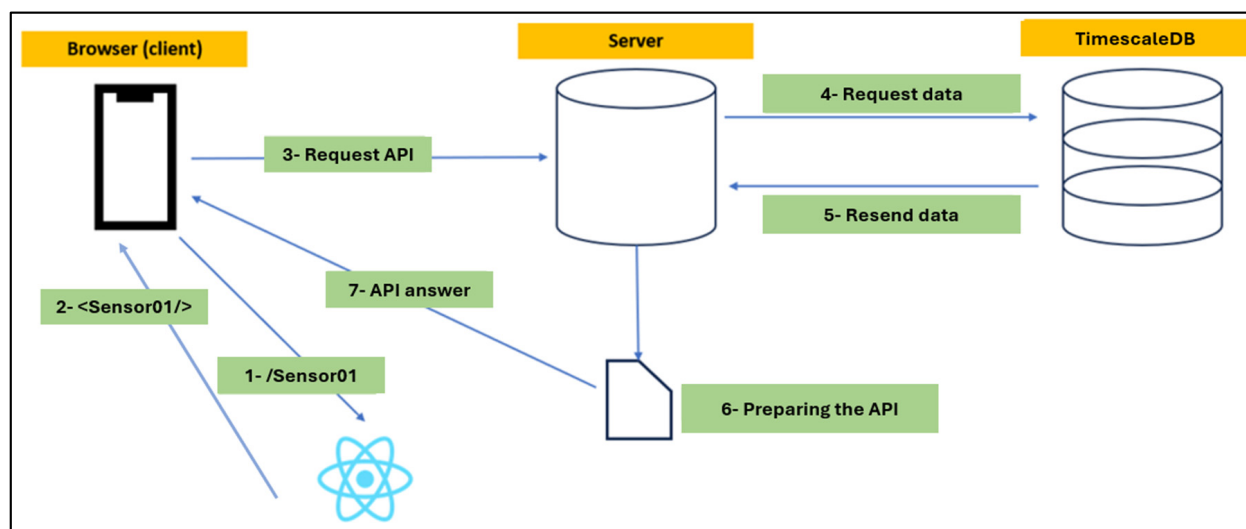 Browser (client)
Server
TimescaleDB
4- Request data
3- Request API
5- Resend data
7- API answer
2- <Sensor01/>
1- /Sensor01
6- Preparing the API